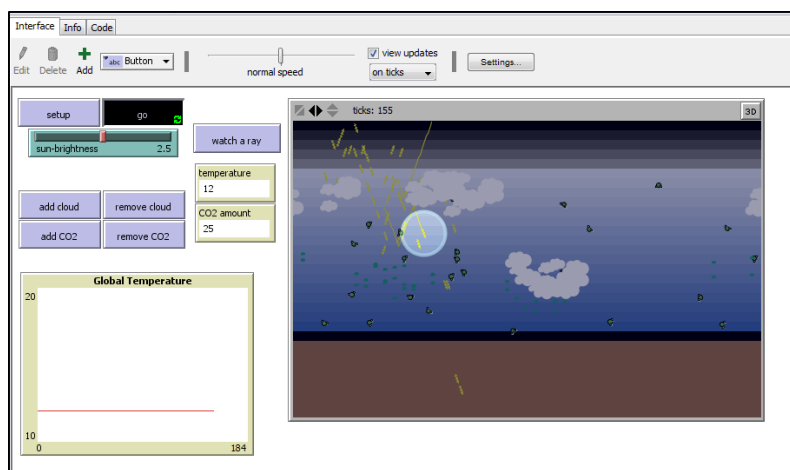 Interface Info Code
Edit Delete Add abc Button normal speed view updates on ticks Settings...
setup go ticks: 155 3D
sun-brightness 2.5 watch a ray
temperature
12
add cloud remove cloud CO2 amount
25
add CO2 remove CO2
Global Temperature
20
10
0 184